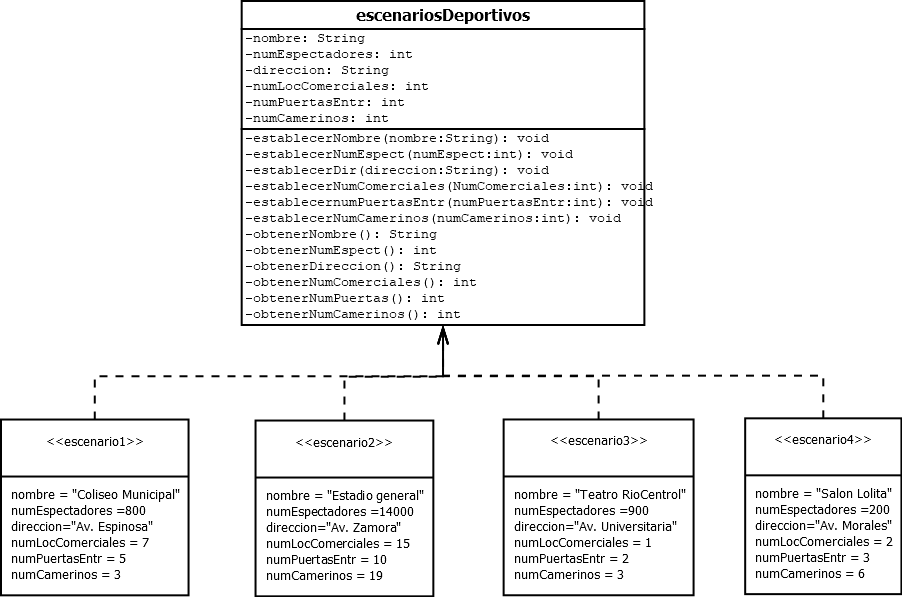 escenariosDeportivos
-nombre: String
-numEspectadores: int
-direccion: String
-numLocComerciales: int
-numPuertasEntr: int
-numCamerinos: int
-establecerNombre(nombre:String): void
-establecerNumEspect(numEspect:int): void
-establecerDir(direccion:String): void
-establecerNumComerciales(NumComerciales:int): void
-establecernumPuertasEntr(numPuertasEntr:int): void
-establecerNumCamerinos(numCamerinos:int): void
-obtenerNombre(): String
-obtenerNumEspect(): int
-obtenerDireccion(): String
-obtenerNumComerciales(): int
-obtenerNumPuertas(): int
-obtenerNumCamerinos(): int
<<escenario1>>
nombre = "Coliseo Municipal"
numEspectadores =800
direccion="Av. Espinosa"
numLocComerciales = 7
numPuertasEntr = 5
numCamerinos = 3
<<escenario2>>
nombre = "Estadio general"
numEspectadores =14000
direccion="Av. Zamora"
numLocComerciales = 15
numPuertasEntr = 10
numCamerinos = 19
<<escenario3>>
nombre = "Teatro RioCentrol"
numEspectadores =900
direccion="Av. Universitaria"
numLocComerciales = 1
numPuertasEntr = 2
numCamerinos = 3
<<escenario4>>
nombre = "Salon Lolita"
numEspectadores =200
direccion="Av. Morales"
numLocComerciales = 2
numPuertasEntr = 3
numCamerinos = 6